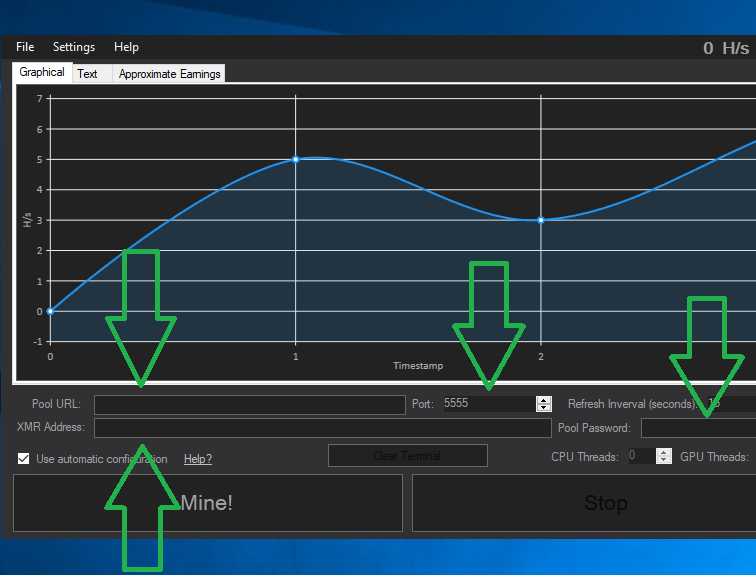 File Settings Help 0 H/s
Graphical Text Approximate Earnings
7
6
5
4
3
2
1
0
-1
H/s
0 1 2
Timestamp
Pool URL: Port: 5555 Refresh Inverval (seconds):
XMR Address: Pool Password:
Use automatic configuration Help? Clear Terminal CPU Threads: 0 GPU Threads:
Mine! Stop